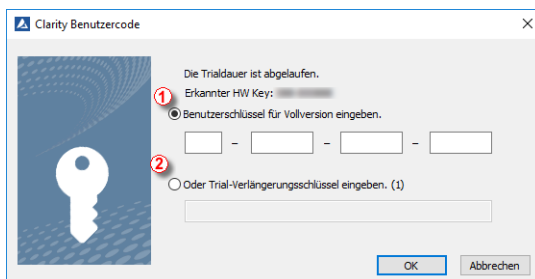 Clarity Benutzercode
Die Trialdauer ist abgelaufen.
Erkannter HW Key:
1
Benutzerschlüssel für Vollversion eingeben.
- - -
2
Oder Trial-Verlängerungsschlüssel eingeben. (1)
OK Abbrechen